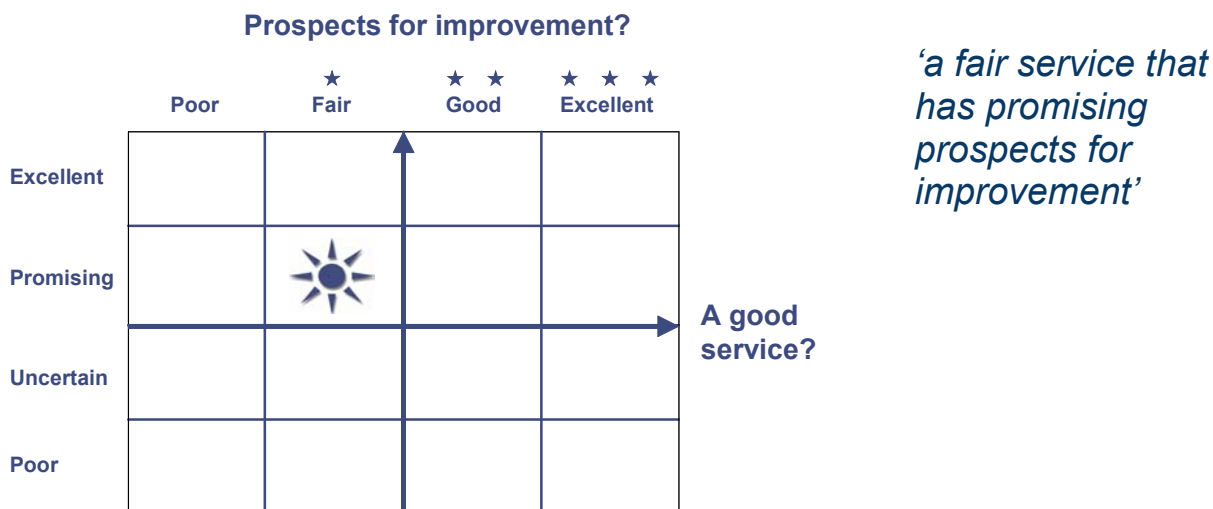 Prospects for improvement?
Poor Fair Good Excellent
Excellent
Promising
Uncertain
Poor
A good
service?
‘a fair service that
has promising
prospects for
improvement’